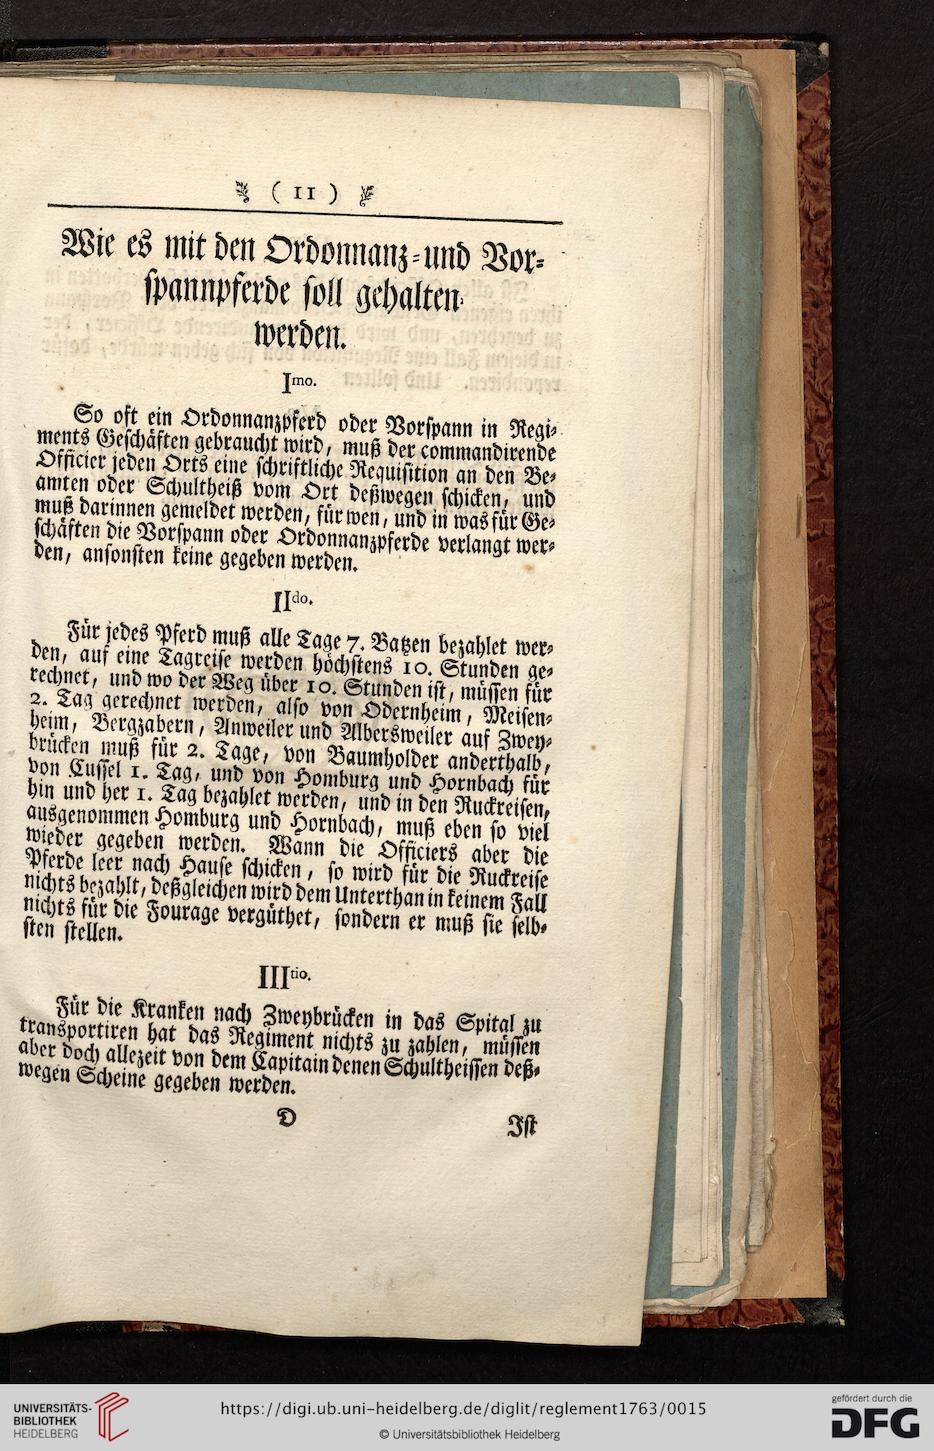 ( 11 )
Wie es mit den Ordonnanz-und Vor-
spannpferde soll gehalten
werden.
Imo.
So oft ein Ordonnanzpferd oder Vorspann in Regi-
ments Geschäften gebraucht wird, muß der commandirende
Officier jeden Orts eine schriftliche Requisition an den Be-
amten oder Schultheiß vom Ort deßwegen schicken, und
muß darinnen gemeldet werden, für wen, und in was für Ge-
schäften die Vorspann oder Ordonnanzpferde verlangt wer-
den, ansonsten keine gegeben werden.
IIdo.
Für jedes Pferd muß alle Tage 7. Batzen bezahlet wer-
den, auf eine Tagreise werden höchstens 10. Stunden ge-
rechnet, und wo der Weg über 10. Stunden ist, müssen für
2. Tag gerechnet werden, also von Odernheim, Meisen-
heim, Bergzabern, Anweiler und Albersweiler auf Zwey-
brücken muß für 2. Tage, von Baumholder anderthalb,
von Cussel 1. Tag, und von Homburg und Hornbach für
hin und her 1. Tag bezahlet werden, und in den Ruckreisen,
ausgenommen Homburg und Hornbach, muß eben so viel
wieder gegeben werden. Wann die Officiers aber die
Pferde leer nach Hause schicken, so wird für die Ruckreise
nichts bezahlt, deßgleichen wird dem Unterthan in keinem Fall
nichts für die Fourage vergüthet, sondern er muß sie selb-
sten stellen.
IIItio.
Für die Kranken nach Zweybrücken in das Spital zu
transportiren hat das Regiment nichts zu zahlen, müssen
aber doch allezeit von dem Capitain denen Schultheissen deß-
wegen Scheine gegeben werden.
D
Ist
UNIVERSITÄTS-
BIBLIOTHEK
HEIDELBERG
https://digi.ub.uni-heidelberg.de/diglit/reglement1763/0015
© Universitätsbibliothek Heidelberg
gefördert durch die
DFG